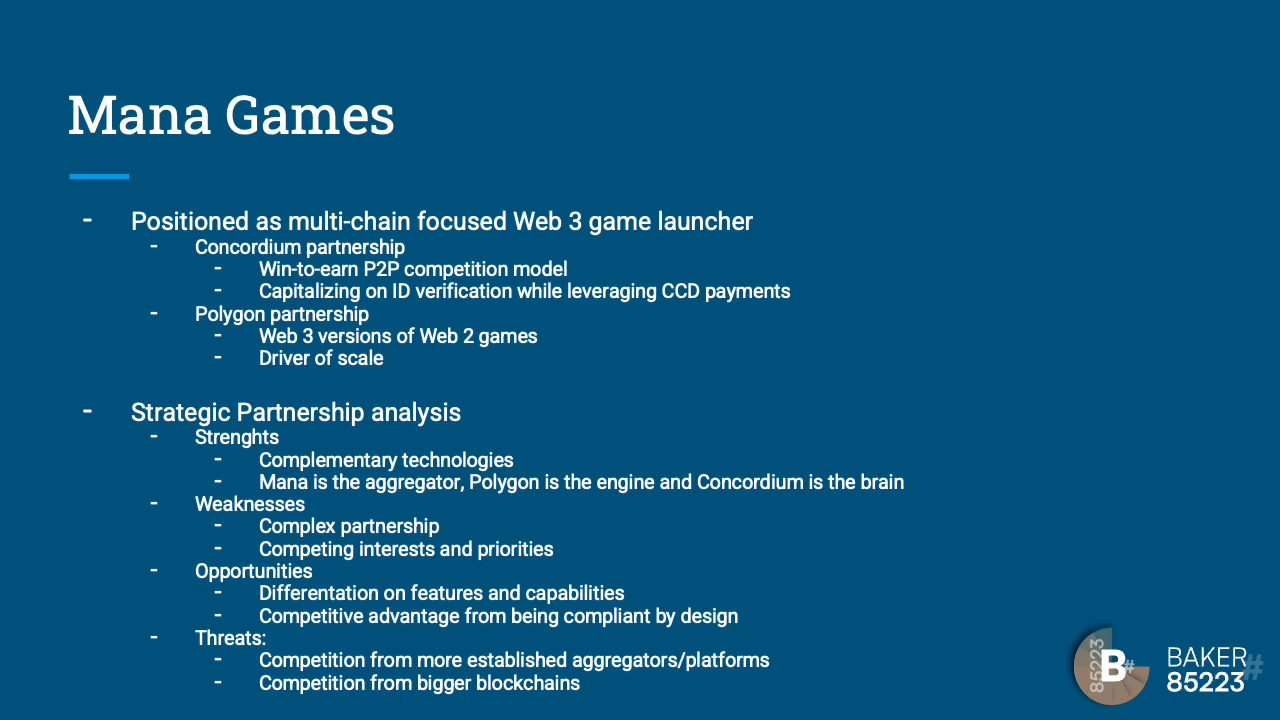 Mana Games
- Positioned as multi-chain focused Web 3 game launcher
- Concordium partnership
- Win-to-earn P2P competition model
- Capitalizing on ID verification while leveraging CCD payments
- Polygon partnership
- Web 3 versions of Web 2 games
- Driver of scale
- Strategic Partnership analysis
- Strenghts
- Complementary technologies
- Mana is the aggregator, Polygon is the engine and Concordium is the brain
- Weaknesses
- Complex partnership
- Competing interests and priorities
- Opportunities
- Differentation on features and capabilities
- Competitive advantage from being compliant by design
- Threats:
- Competition from more established aggregators/platforms
- Competition from bigger blockchains
85223
B#
BAKER
85223
#